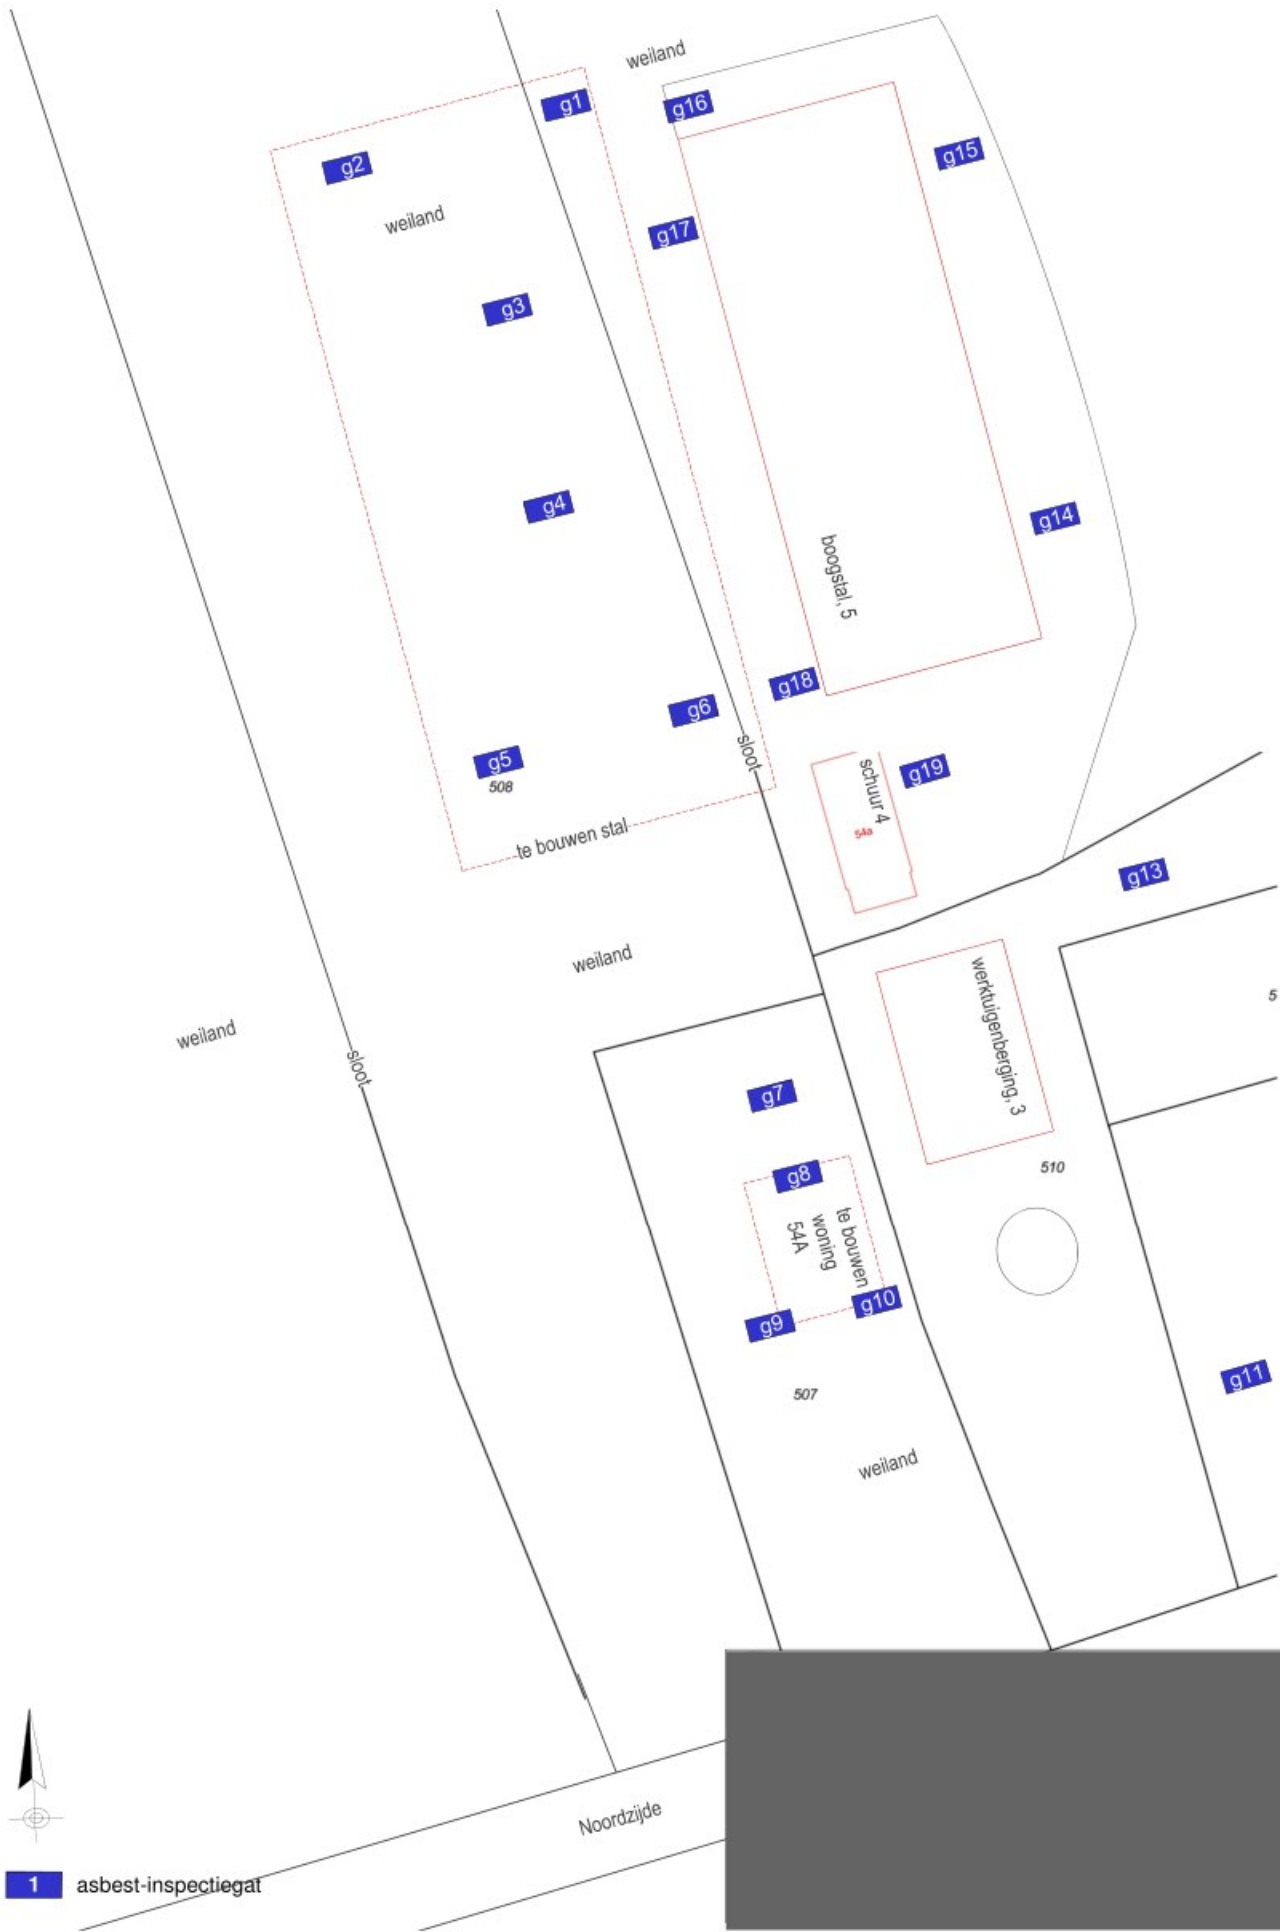 weiland
g1
g16
g2
g15
weiland
g17
g3
g4
g14
boogstal, 5
g18
g6
sloot
g5
508
schuur 4
g19
54a
te bouwen stal
g13
weiland
werktuigenberging, 3
5
weiland
sloot
g7
510
g8
te bouwen
woning
54A
g10
g9
g11
507
weiland
Noordzijde
1 asbest-inspectiegat